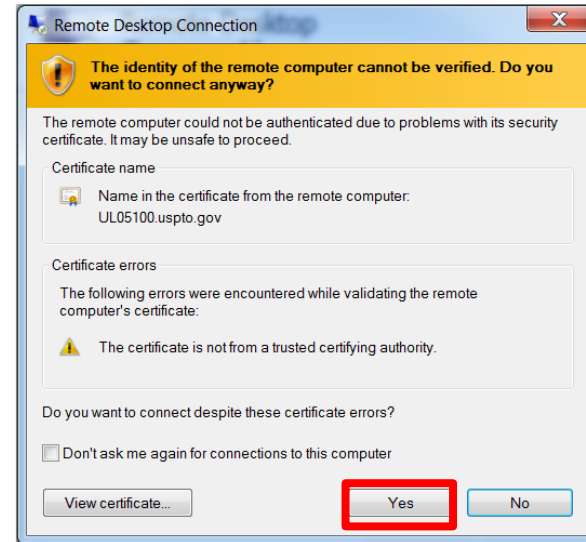 Remote Desktop Connection
The identity of the remote computer cannot be verified. Do you
want to connect anyway?
The remote computer could not be authenticated due to problems with its security
certificate. It may be unsafe to proceed.
Certificate name
Name in the certificate from the remote computer:
UL05100.uspto.gov
Certificate errors
The following errors were encountered while validating the remote
computer's certificate:
The certificate is not from a trusted certifying authority.
Do you want to connect despite these certificate errors?
Don't ask me again for connections to this computer
View certificate...
Yes
No